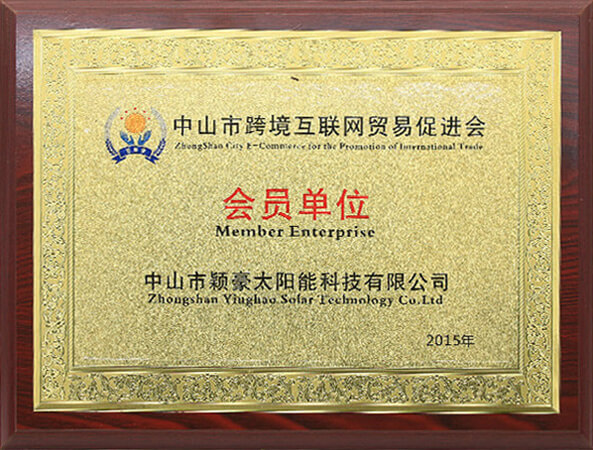 中山市跨境互联网贸易促进会
ZhongShan City E-Commerce for the Promotion of International Trade
会员单位
Member Enterprise
中山市颖豪太阳能科技有限公司
Zhongshan Yiughao Solar Technology Co.Ltd
2015年